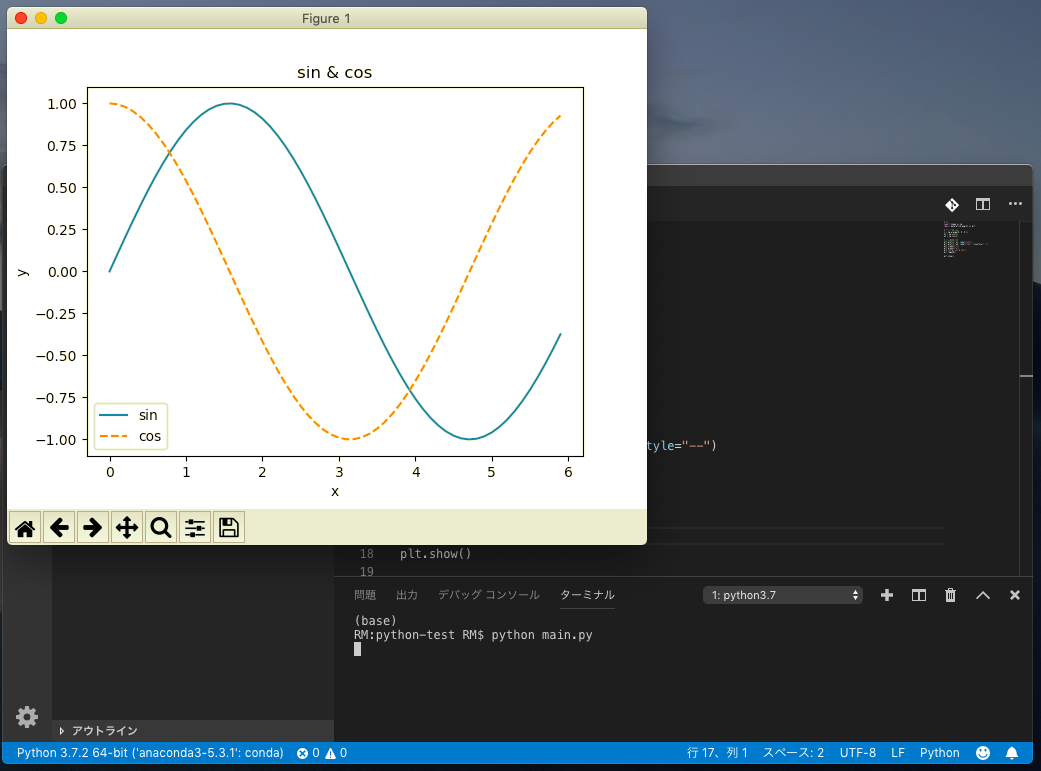 Figure 1
sin & cos
1.00
0.75
0.50
0.25
0.00
−0.25
−0.50
−0.75
−1.00
y
sin
cos
0 1 2 3 4 5 6
x
tyle="--")
18 plt.show()
19
問題 出力 デバッグ コンソール ターミナル 1: python3.7
(base)
RM:python-test RM$ python main.py
アウトライン
Python 3.7.2 64-bit ('anaconda3-5.3.1': conda) 0 0 行 17、列 1 スペース: 2 UTF-8 LF Python